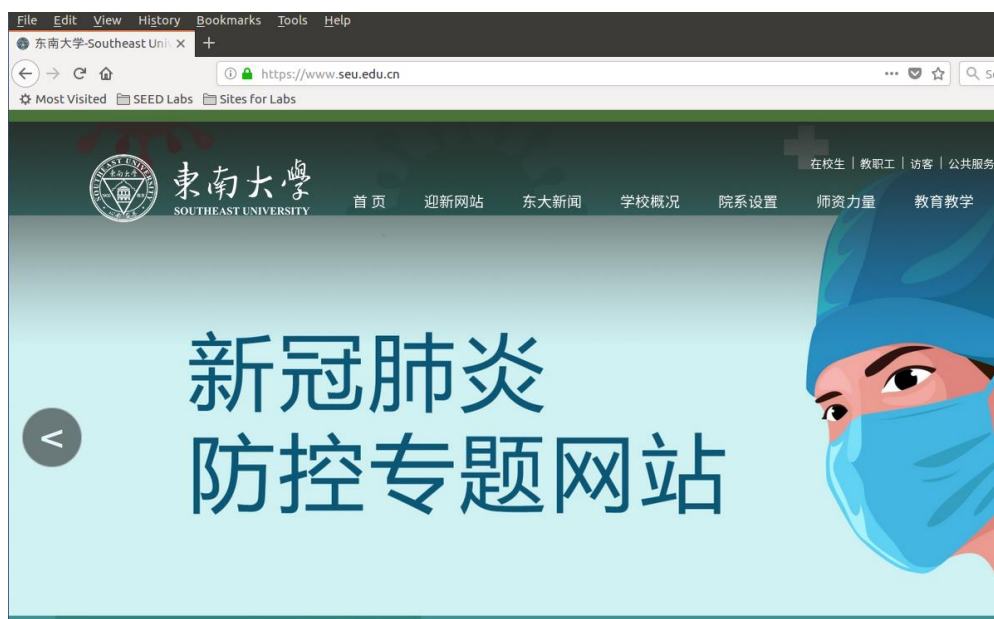 File Edit View History Bookmarks Tools Help
东南大学-Southeast Uni
https://www.seu.edu.cn
Most Visited SEED Labs Sites for Labs
在校生 | 教职工 | 访客 | 公共服务
東南大學
SOUTHEAST UNIVERSITY
首页 迎新网站 东大新闻 学校概况 院系设置 师资力量 教育教学
新冠肺炎
防控专题网站